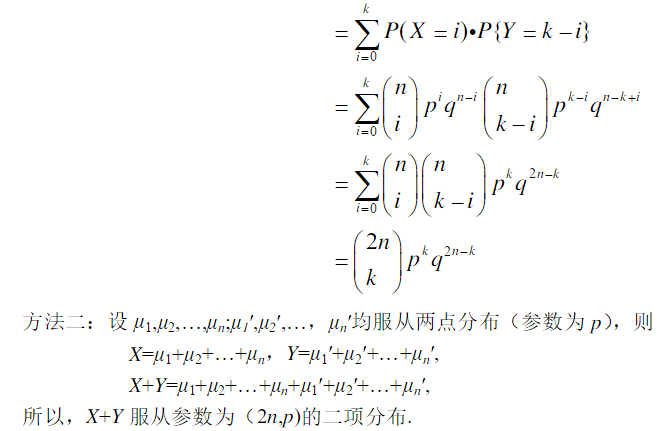 $= \sum_{i=0}^{k} P(X = i) \bullet P\{Y = k - i\}$
$= \sum_{i=0}^{k} \binom{n}{i} p^{i} q^{n-i} \binom{n}{k-i} p^{k-i} q^{n-k+i}$
$= \sum_{i=0}^{k} \binom{n}{i} \binom{n}{k-i} p^{k} q^{2n-k}$
$= \binom{2n}{k} p^{k} q^{2n-k}$
方法二：设 μ₁,μ₂,…,μₙ;μ₁′,μ₂′,…，μₙ′均服从两点分布（参数为 p），则
X=μ₁+μ₂+…+μₙ，Y=μ₁′+μ₂′+…+μₙ′,
X+Y=μ₁+μ₂+…+μₙ+μ₁′+μ₂′+…+μₙ′,
所以，X+Y 服从参数为（2n,p)的二项分布.